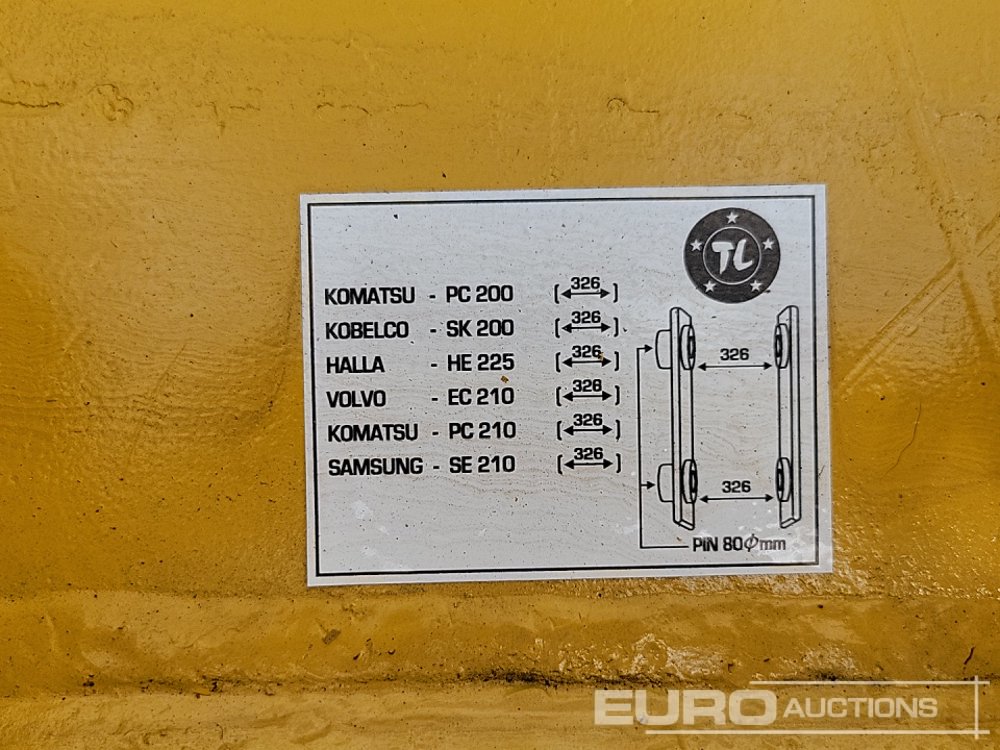 TL
KOMATSU - PC 200 [326]
KOBELCO - SK 200 [326]
HALLA - HE 225 [326]
VOLVO - EC 210 [326]
KOMATSU - PC 210 [326]
SAMSUNG - SE 210 [326]
326
326
PIN 80ϕmm
EURO AUCTIONS